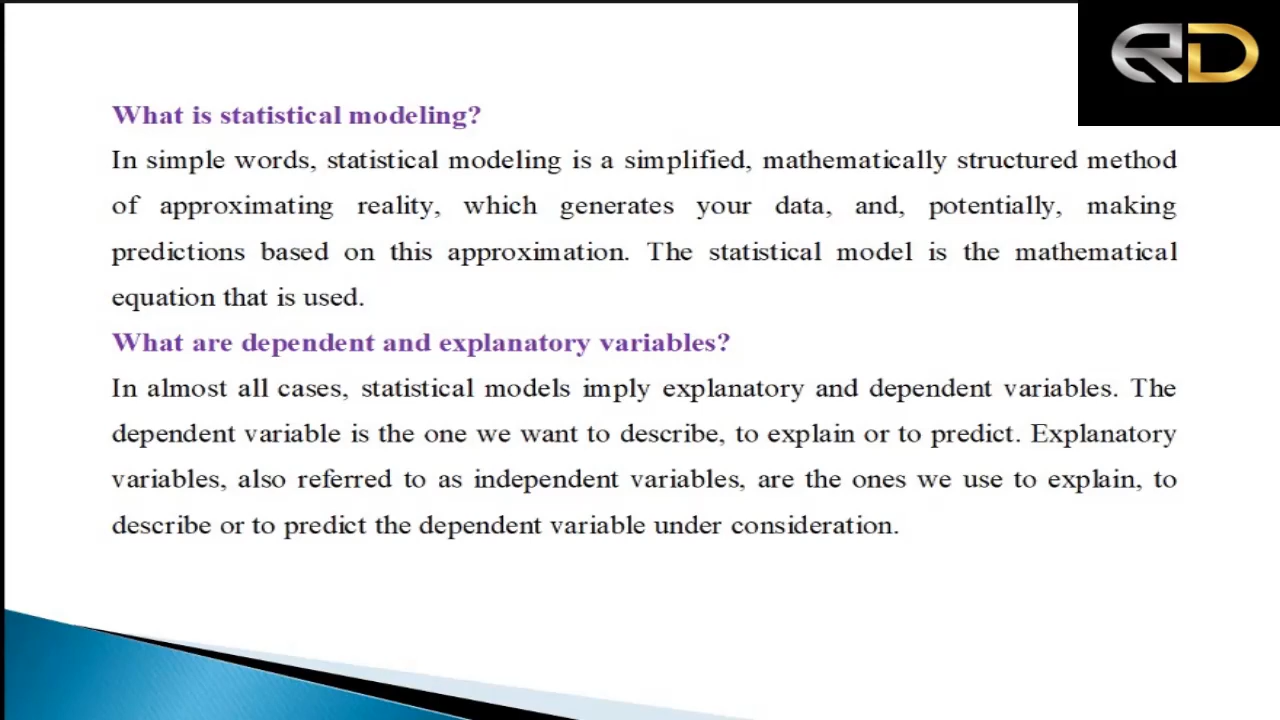 RD
What is statistical modeling?
In simple words, statistical modeling is a simplified, mathematically structured method
of approximating reality, which generates your data, and, potentially, making
predictions based on this approximation. The statistical model is the mathematical
equation that is used.
What are dependent and explanatory variables?
In almost all cases, statistical models imply explanatory and dependent variables. The
dependent variable is the one we want to describe, to explain or to predict. Explanatory
variables, also referred to as independent variables, are the ones we use to explain, to
describe or to predict the dependent variable under consideration.